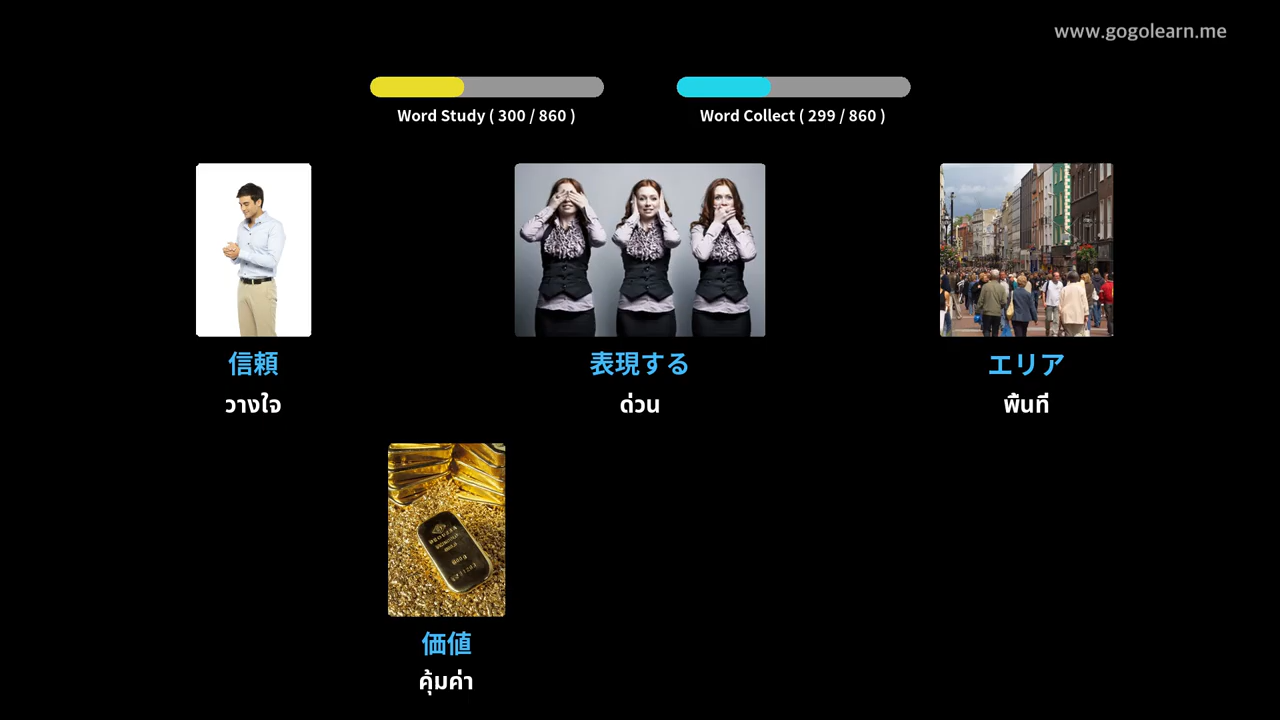 www.gogolearn.me
Word Study ( 300 / 860 )
Word Collect ( 299 / 860 )
信頼
วางใจ
表現する
ด่วน
エリア
พื้นที่
価値
คุ้มค่า